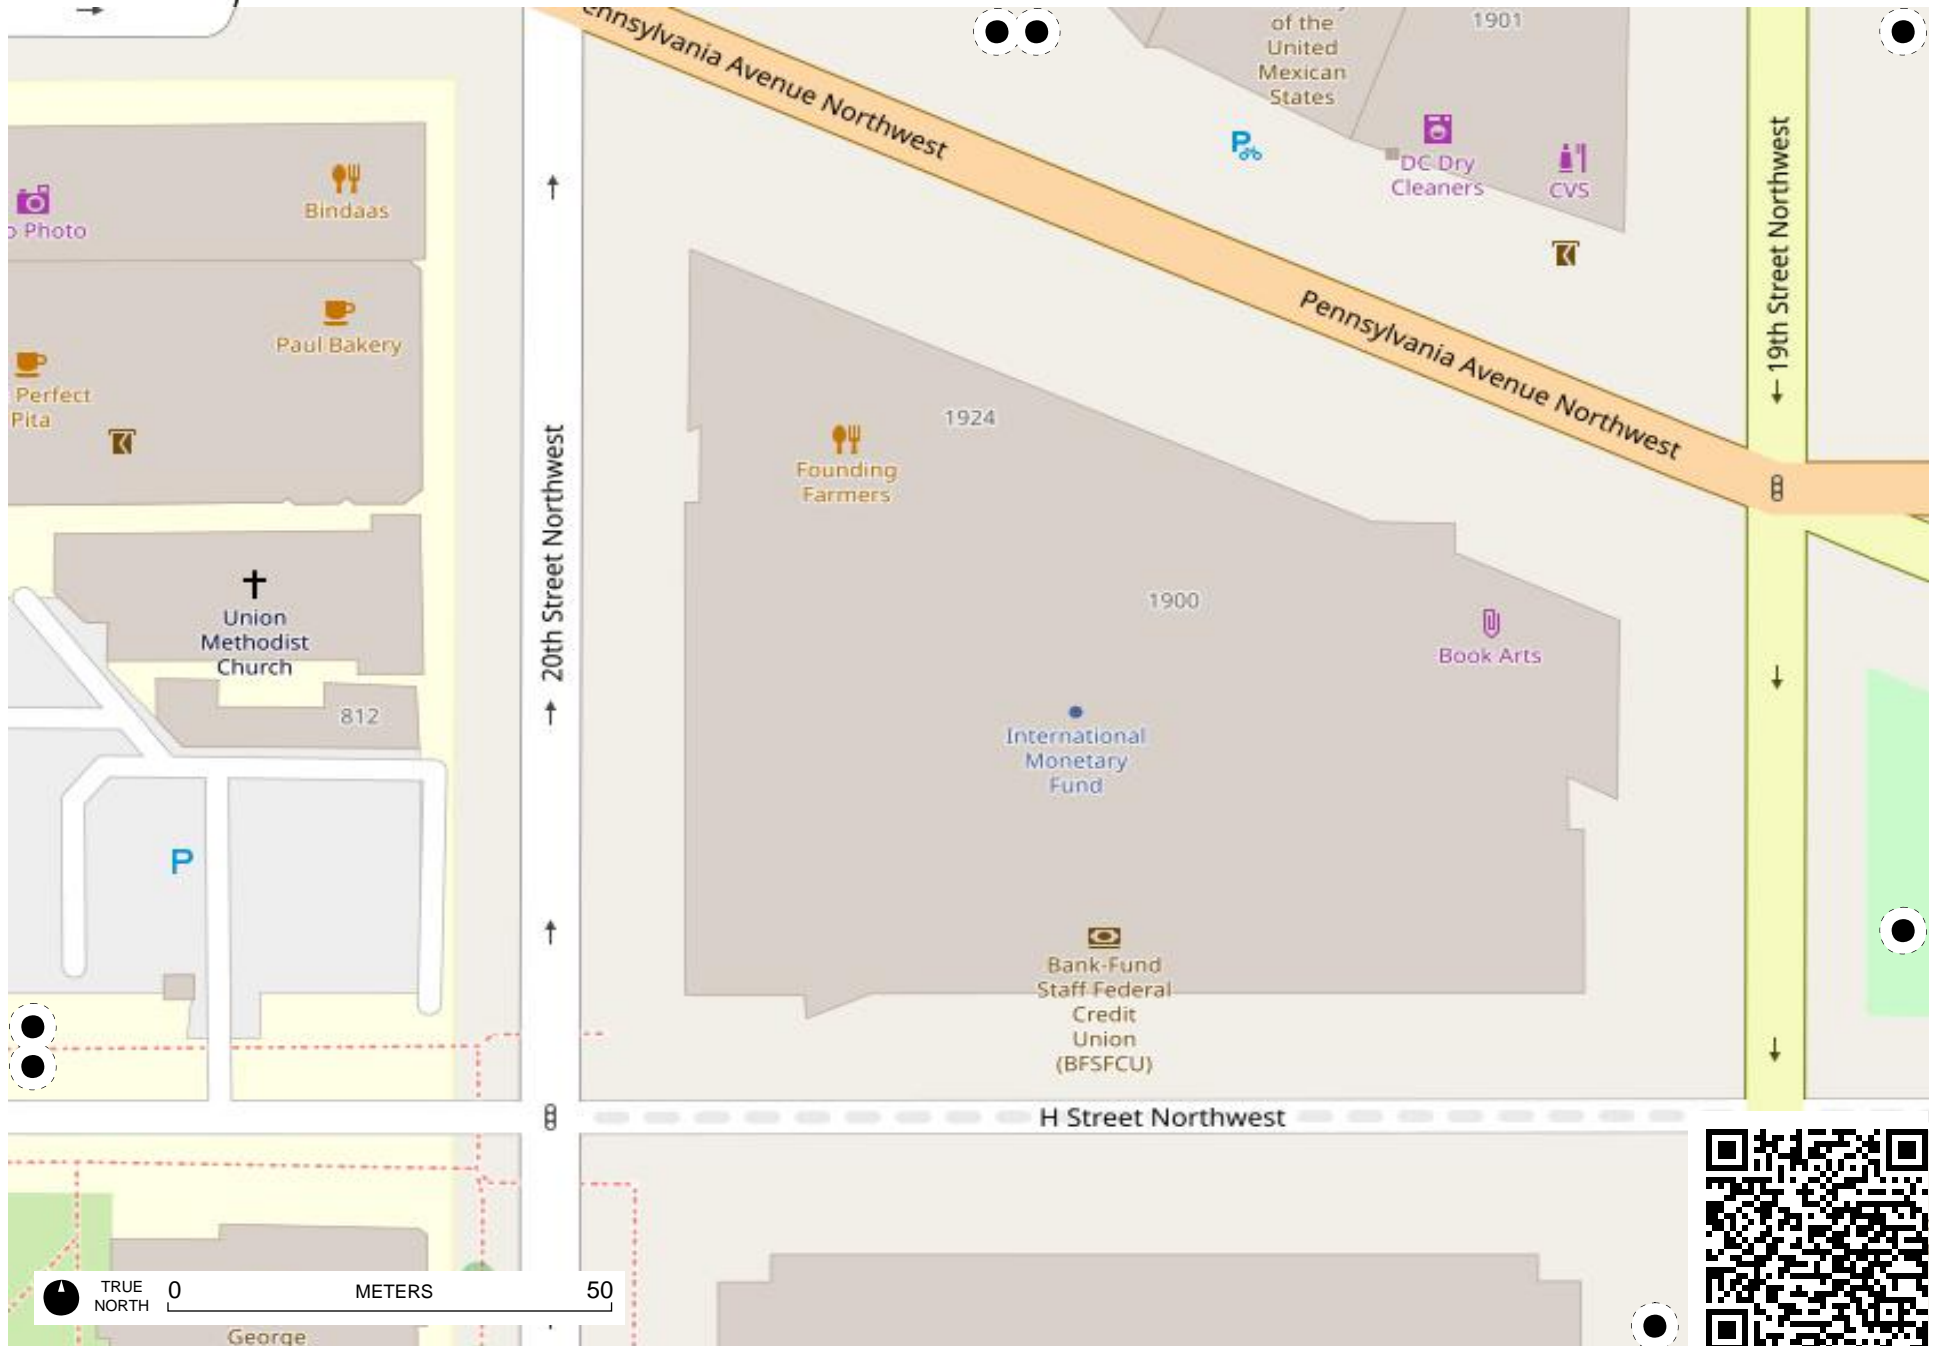 Pennsylvania Avenue Northwest
of the
United
Mexican
States
1901
DC Dry
Cleaners
CVS
19th Street Northwest
Photo
Bindaas
Paul Bakery
Perfect
Pita
Pennsylvania Avenue Northwest
1924
Founding
Farmers
20th Street Northwest
Union
Methodist
Church
812
1900
Book Arts
International
Monetary
Fund
P
P
Bank-Fund
Staff Federal
Credit
Union
(BFSFCU)
H Street Northwest
TRUE
NORTH
0
METERS
50
George